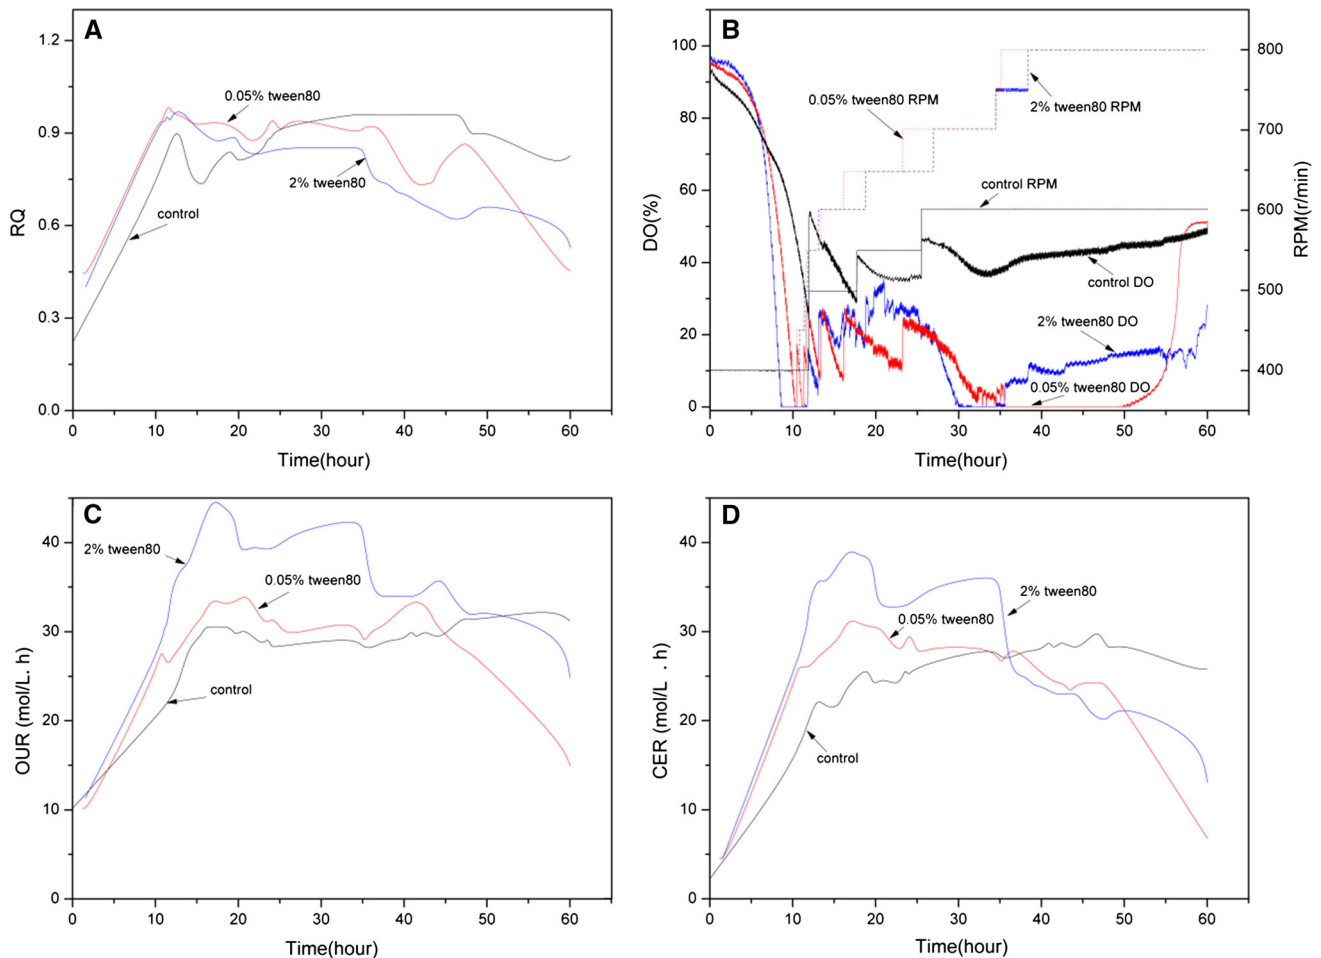 A
1.2
0.9
0.6
0.3
0.0
RQ
0.05% tween80
2% tween80
control
0 10 20 30 40 50 60
Time(hour)
B
100
80
60
40
20
0
DO(%)
800
700
600
500
400
RPM(r/min)
0.05% tween80 RPM
2% tween80 RPM
control RPM
control DO
2% tween80 DO
0.05% tween80 DO
0 10 20 30 40 50 60
Time(hour)
C
40
30
20
10
0
OUR (mol/L. h)
2% tween80
0.05% tween80
control
0 10 20 30 40 50 60
Time(hour)
D
40
30
20
10
0
CER (mol/L . h)
2% tween80
0.05% tween80
control
0 10 20 30 40 50 60
Time(hour)